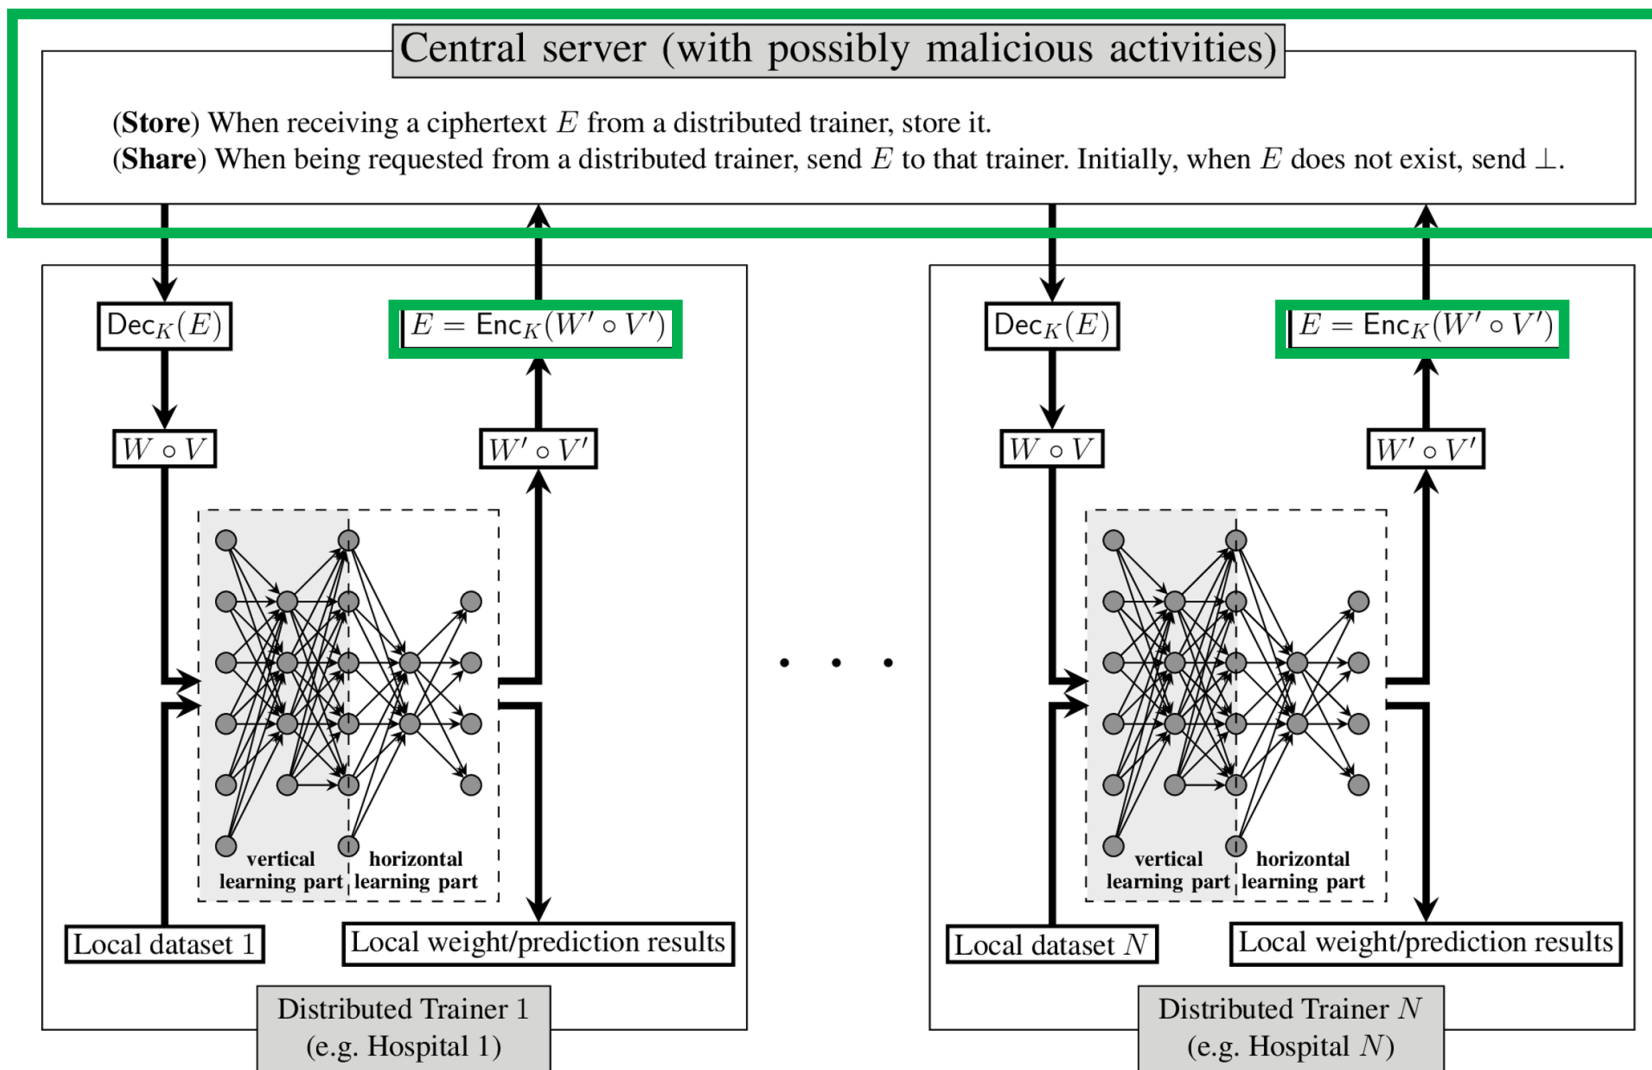 Central server (with possibly malicious activities)
(Store) When receiving a ciphertext E from a distributed trainer, store it.
(Share) When being requested from a distributed trainer, send E to that trainer. Initially, when E does not exist, send ⊥.
Dec_K(E)
E = Enc_K(W′ ∘ V′)
W ∘ V
W′ ∘ V′
vertical
learning part
horizontal
learning part
Local dataset 1
Local weight/prediction results
Distributed Trainer 1
(e.g. Hospital 1)
· · ·
Dec_K(E)
E = Enc_K(W′ ∘ V′)
W ∘ V
W′ ∘ V′
vertical
learning part
horizontal
learning part
Local dataset N
Local weight/prediction results
Distributed Trainer N
(e.g. Hospital N)